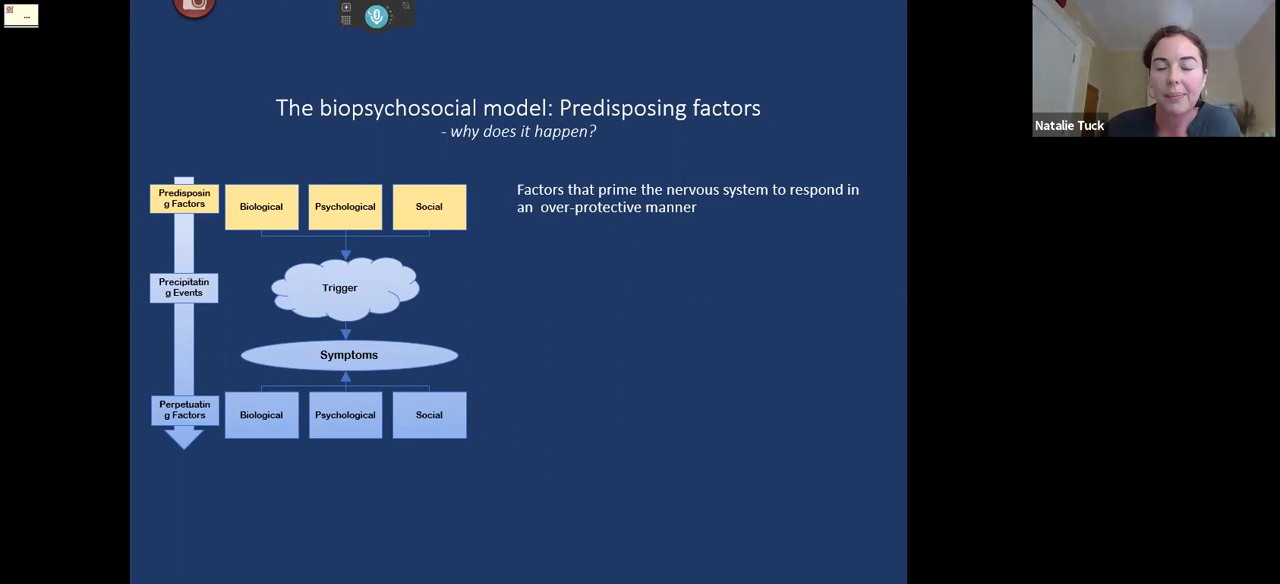 ...
The biopsychosocial model: Predisposing factors
- why does it happen?
Natalie Tuck
Predisposin
g Factors
Biological
Psychological
Social
Factors that prime the nervous system to respond in
an over-protective manner
Precipitatin
g Events
Trigger
Symptoms
Perpetuatin
g Factors
Biological
Psychological
Social